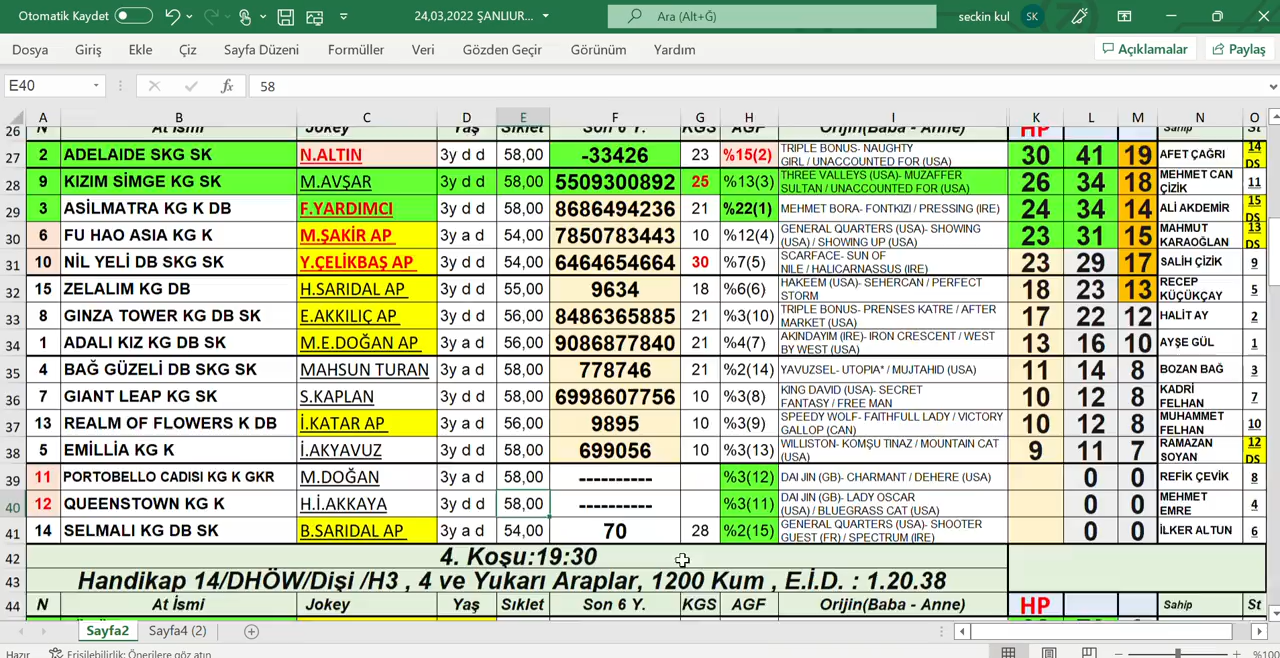 Otomatik Kaydet
24,03,2022 ŞANLIUR...
Ara (Alt+Ğ)
seckin kul SK
Dosya Giriş Ekle Çiz Sayfa Düzeni Formüller Veri Gözden Geçir Görünüm Yardım Açıklamalar Paylaş
E40 fx 58
A B C D E F G H I K L M N O
26 N At İsmi Jokey Yaş Sıklet Son 6 Y. KGS AGF Orijin(Baba - Anne) HP Sahip St
27 2 ADELAIDE SKG SK N.ALTIN 3y d d 58,00 -33426 23 %15(2) TRIPLE BONUS- NAUGHTY GIRL / UNACCOUNTED FOR (USA) 30 41 19 AFET ÇAĞRI 14 DS
28 9 KIZIM SİMGE KG SK M.AVŞAR 3y d d 58,00 5509300892 25 %13(3) THREE VALLEYS (USA)- MUZAFFER SULTAN / UNACCOUNTED FOR (USA) 26 34 18 MEHMET CAN ÇİZİK 11
29 3 ASİLMATRA KG K DB F.YARDIMCI 3y d d 58,00 8686494236 21 %22(1) MEHMET BORA- FONTKIZI / PRESSING (IRE) 24 34 14 ALİ AKDEMİR 15 DS
30 6 FU HAO ASIA KG K M.ŞAKİR AP 3y a d 54,00 7850783443 10 %12(4) GENERAL QUARTERS (USA)- SHOWING (USA) / SHOWING UP (USA) 23 31 15 MAHMUT KARAOĞLAN 13 DS
31 10 NİL YELİ DB SKG SK Y.ÇELİKBAŞ AP 3y d d 54,00 6464654664 30 %7(5) SCARFACE- SUN OF NILE / HALICARNASSUS (IRE) 23 29 17 SALİH ÇİZİK 9
32 15 ZELALIM KG DB H.SARIDAL AP 3y d d 55,00 9634 18 %6(6) HAKEEM (USA)- SEHERCAN / PERFECT STORM 18 23 13 RECEP KÜÇÜKÇAY 5
33 8 GINZA TOWER KG DB SK E.AKKILIÇ AP 3y a d 56,00 8486365885 21 %3(10) TRIPLE BONUS- PRENSES KATRE / AFTER MARKET (USA) 17 22 12 HALİT AY 2
34 1 ADALI KIZ KG DB SK M.E.DOĞAN AP 3y a d 56,00 9086877840 21 %4(7) AKINDAYIM (IRE)- IRON CRESCENT / WEST BY WEST (USA) 13 16 10 AYŞE GÜL 1
35 4 BAĞ GÜZELİ DB SKG SK MAHSUN TURAN 3y d d 58,00 778746 21 %2(14) YAVUZSEL- UTOPIA* / MUJTAHID (USA) 11 14 8 BOZAN BAĞ 3
36 7 GIANT LEAP KG SK S.KAPLAN 3y d d 58,00 6998607756 10 %3(8) KING DAVID (USA)- SECRET FANTASY / FREE MAN 10 12 8 KADRİ FELHAN 7
37 13 REALM OF FLOWERS K DB İ.KATAR AP 3y d d 56,00 9895 10 %3(9) SPEEDY WOLF- FAITHFULL LADY / VICTORY GALLOP (CAN) 10 12 8 MUHAMMET FELHAN 10
38 5 EMILLİA KG K İ.AKYAVUZ 3y d d 58,00 699056 10 %3(13) WILLISTON- KOMŞU TINAZ / MOUNTAIN CAT (USA) 9 11 7 RAMAZAN SOYAN 12 DS
39 11 PORTOBELLO CADISI KG K GKR M.DOĞAN 3y a d 58,00 ---------- %3(12) DAI JIN (GB)- CHARMANT / DEHERE (USA) 0 0 REFİK ÇEVİK 8
40 12 QUEENSTOWN KG K H.İ.AKKAYA 3y d d 58,00 ---------- %3(11) DAI JIN (GB)- LADY OSCAR (USA) / BLUEGRASS CAT (USA) 0 0 MEHMET EMRE 4
41 14 SELMALI KG DB SK B.SARIDAL AP 3y a d 54,00 70 28 %2(15) GENERAL QUARTERS (USA)- SHOOTER GUEST (FR) / SPECTRUM (IRE) 0 0 İLKER ALTUN 6
42 4. Koşu:19:30
43 Handikap 14/DHÖW/Dişi /H3 , 4 ve Yukarı Araplar, 1200 Kum , E.İ.D. : 1.20.38
44 N At İsmi Jokey Yaş Sıklet Son 6 Y. KGS AGF Orijin(Baba - Anne) HP Sahip St
Sayfa2 Sayfa4 (2)
Hazır Erişilebilirlik: Önerilere göz atın %100